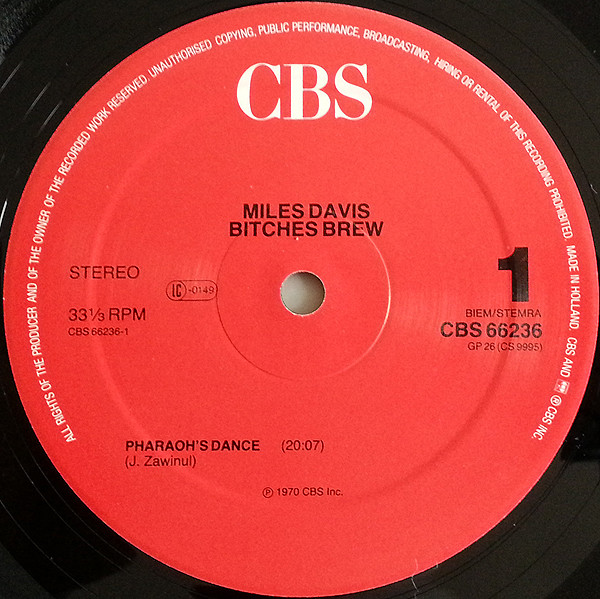 ALL RIGHTS OF THE PRODUCER AND OF THE OWNER OF THE RECORDED WORK RESERVED. UNAUTHORISED COPYING, PUBLIC PERFORMANCE, BROADCASTING, HIRING OR RENTAL OF THIS RECORDING PROHIBITED. MADE IN HOLLAND. CBS AND ® CBS INC.
CBS
MILES DAVIS
BITCHES BREW
STEREO
LC-0149
1
33⅓ RPM
CBS 66236-1
BIEM/STEMRA
CBS 66236
GP 26 (CS 9995)
PHARAOH'S DANCE (20:07)
(J. Zawinul)
℗ 1970 CBS Inc.